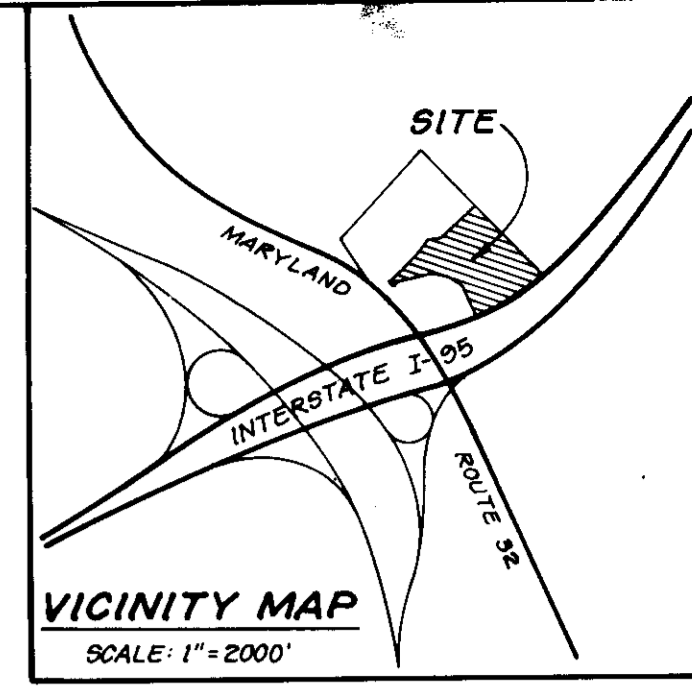 SITE
MARYLAND
INTERSTATE I-95
ROUTE 32
VICINITY MAP
SCALE: 1" = 2000'